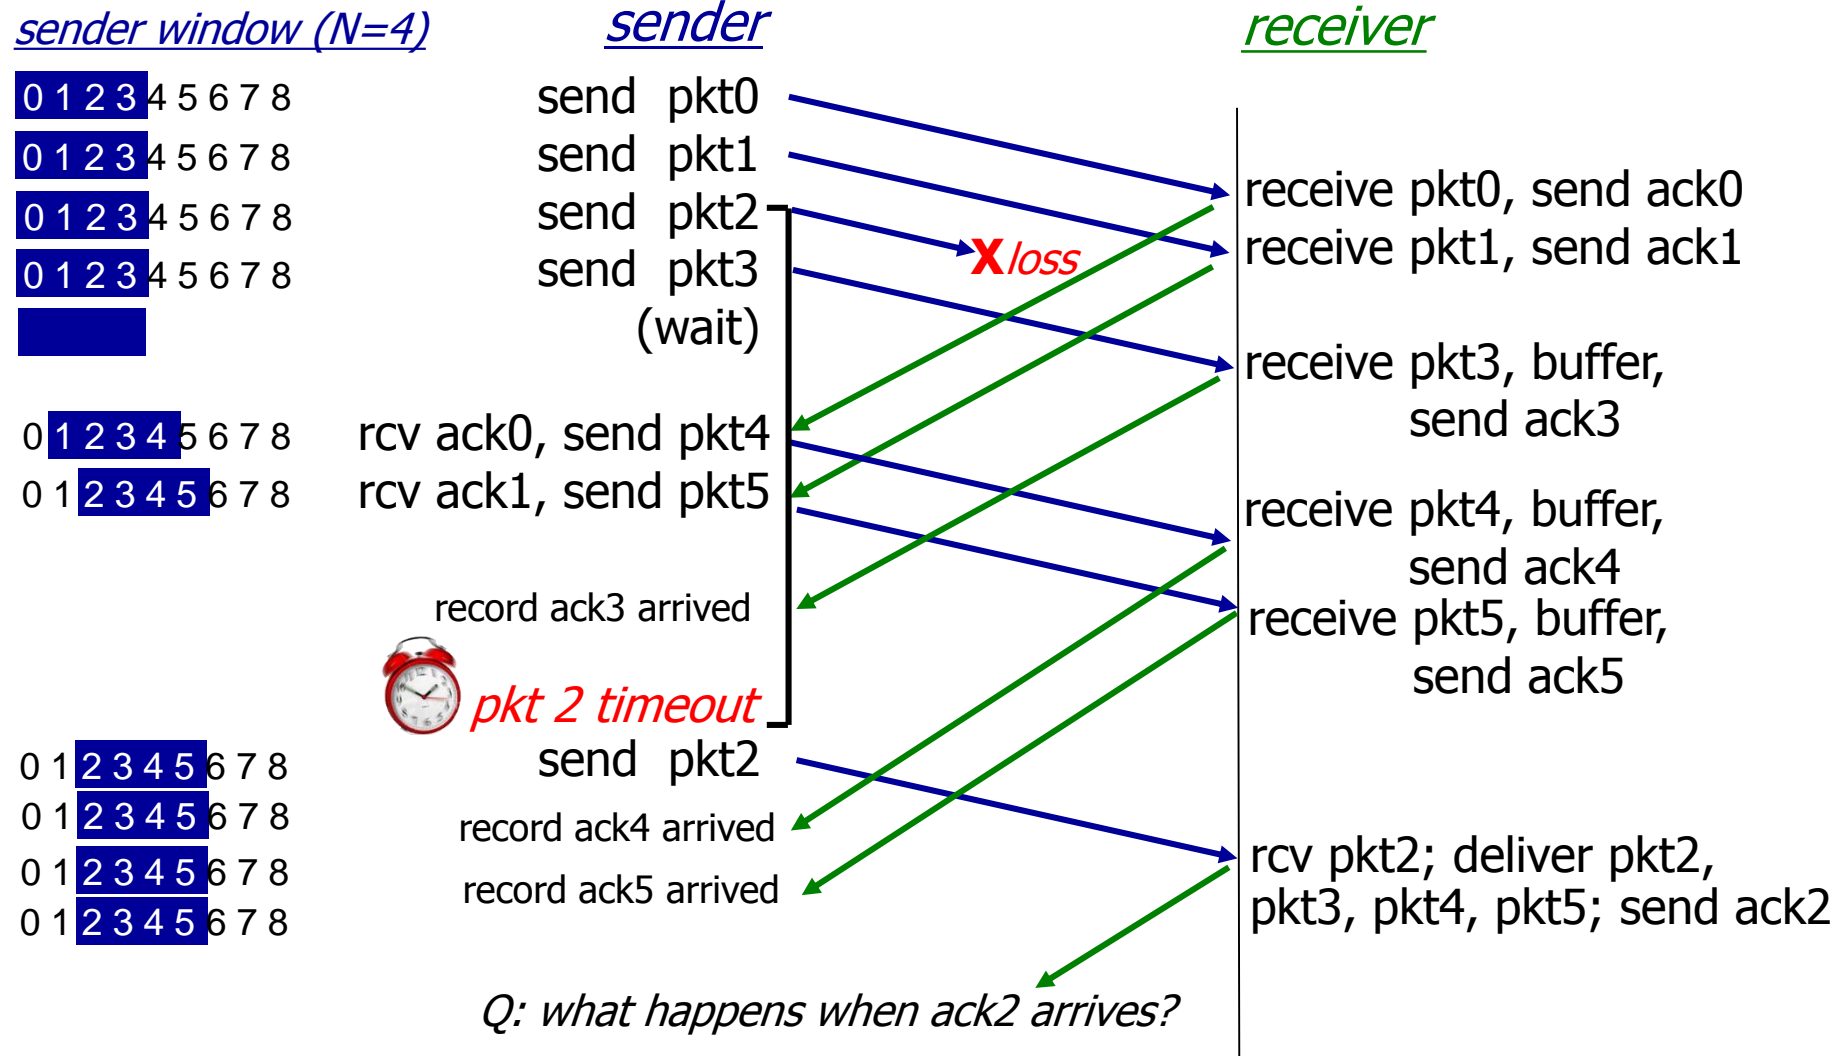 sender window (N=4)
sender
receiver
0 1 2 3 4 5 6 7 8
send pkt0
0 1 2 3 4 5 6 7 8
send pkt1
receive pkt0, send ack0
0 1 2 3 4 5 6 7 8
send pkt2
X loss
receive pkt1, send ack1
0 1 2 3 4 5 6 7 8
send pkt3
(wait)
receive pkt3, buffer,
send ack3
0 1 2 3 4 5 6 7 8
rcv ack0, send pkt4
0 1 2 3 4 5 6 7 8
rcv ack1, send pkt5
receive pkt4, buffer,
send ack4
record ack3 arrived
receive pkt5, buffer,
send ack5
pkt 2 timeout
0 1 2 3 4 5 6 7 8
send pkt2
0 1 2 3 4 5 6 7 8
record ack4 arrived
0 1 2 3 4 5 6 7 8
record ack5 arrived
0 1 2 3 4 5 6 7 8
rcv pkt2; deliver pkt2,
pkt3, pkt4, pkt5; send ack2
Q: what happens when ack2 arrives?